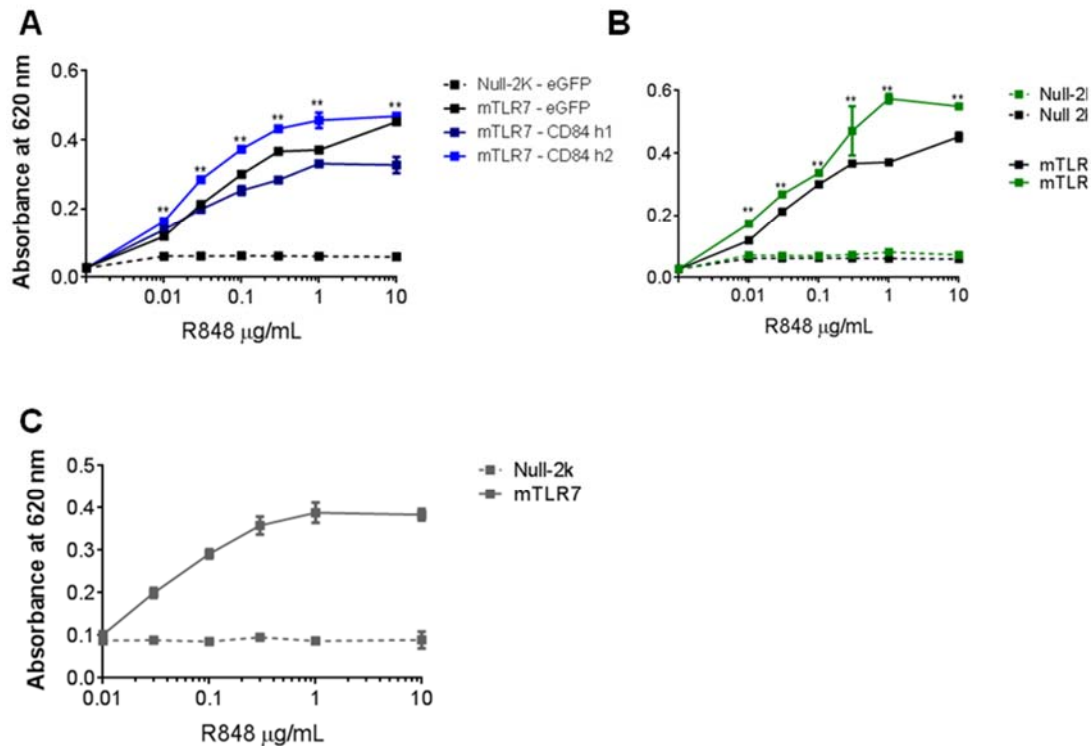 A
Absorbance at 620 nm
0.6
0.4
0.2
0.0
0.01
0.1
1
10
R848 μg/mL
**
**
**
**
**
**
Null-2K - eGFP
mTLR7 - eGFP
mTLR7 - CD84 h1
mTLR7 - CD84 h2
B
0.6
0.4
0.2
0.0
0.01
0.1
1
10
R848 μg/mL
**
**
**
**
**
**
Null-2l
Null 2l
mTLR
mTLR
C
Absorbance at 620 nm
0.5
0.4
0.3
0.2
0.1
0.0
0.01
0.1
1
10
R848 μg/mL
Null-2k
mTLR7